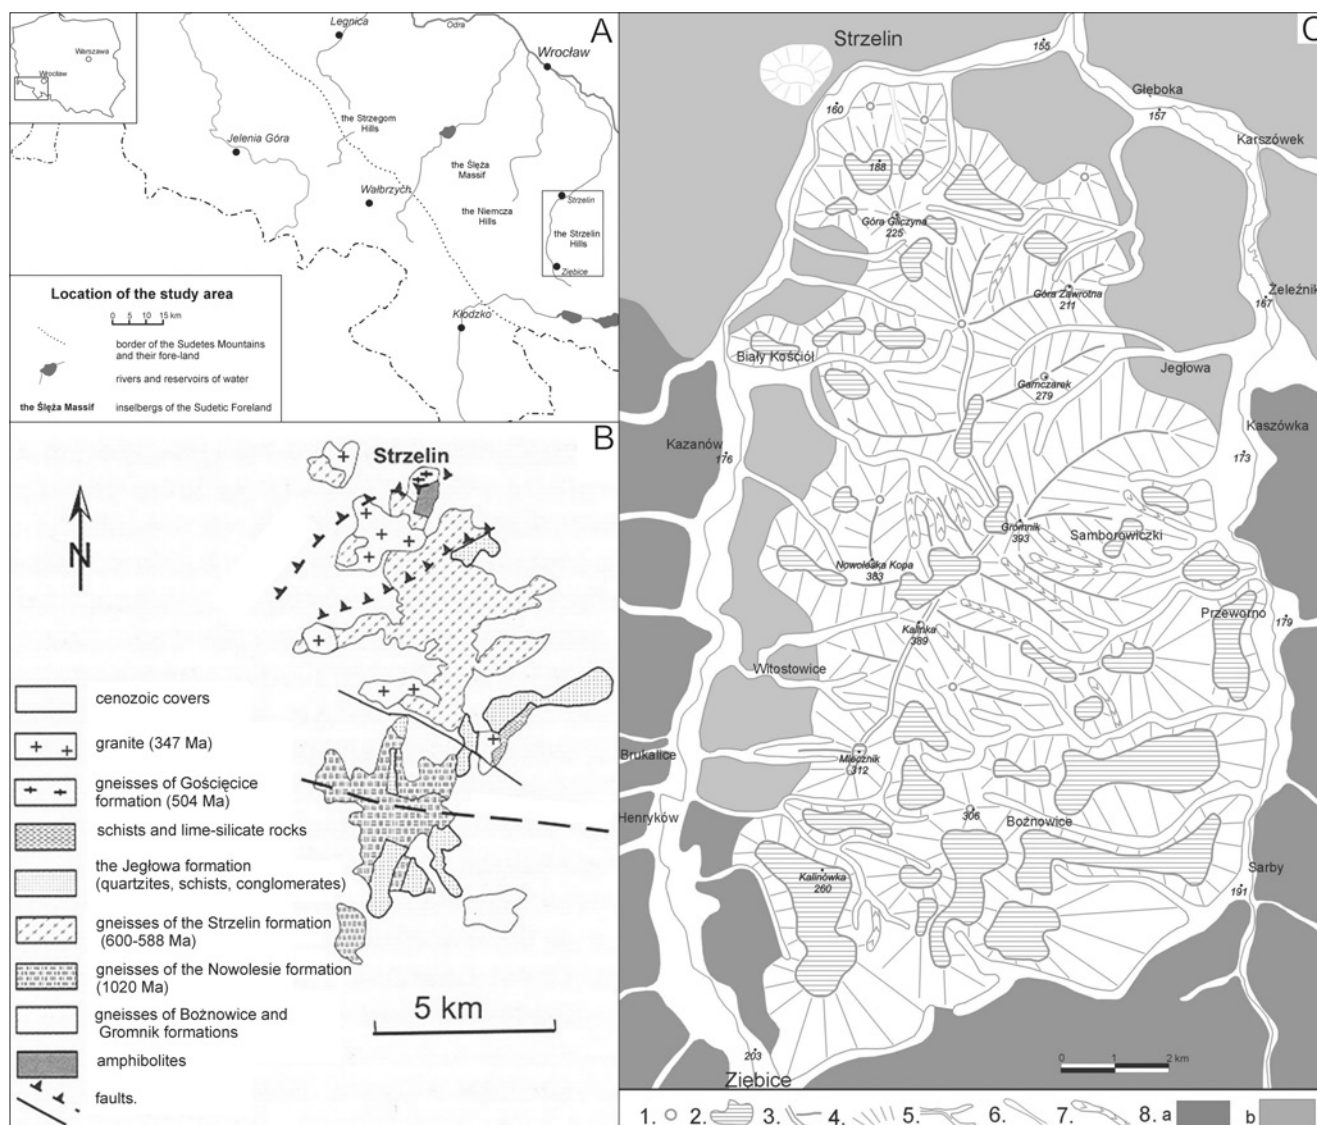 A
Legnica
Odra
Wrocław
Warszawa
Wrocław
the Strzegom
Hills
Jelenia Góra
the Ślęża
Massif
Wałbrzych
the Niemcza
Hills
Strzelin
the Strzelin
Hills
Ziębice
Kłodzko
Location of the study area
0 5 10 15 km
border of the Sudetes Mountains
and their fore-land
rivers and reservoirs of water
the Ślęża Massif
inselbergs of the Sudetic Foreland
B
Strzelin
N
cenozoic covers
granite (347 Ma)
gneisses of Gościęcice
formation (504 Ma)
schists and lime-silicate rocks
the Jegłowa formation
(quartzites, schists, conglomerates)
gneisses of the Strzelin formation
(600-588 Ma)
gneisses of the Nowolesie formation
(1020 Ma)
gneisses of Bożnowice and
Gromnik formations
amphibolites
faults.
5 km
C
Strzelin
155
Głęboka
160
157
Karszówek
188
Góra Gliczyna
225
Góra Zawrotna
211
Żeleźnik
167
Biały Kościół
Jegłowa
Garnczarek
279
Kazanów
176
Kaszówka
173
Gromnik
393
Samborowiczki
Nowoleska Kopa
383
Przeworno
179
Kalinka
389
Witostowice
Brukalice
Mlecznik
312
Henryków
306
Bożnowice
Sarby
191
Kalinówka
260
203
Ziębice
0 1 2 km
1. 2. 3. 4. 5. 6. 7. 8. a b